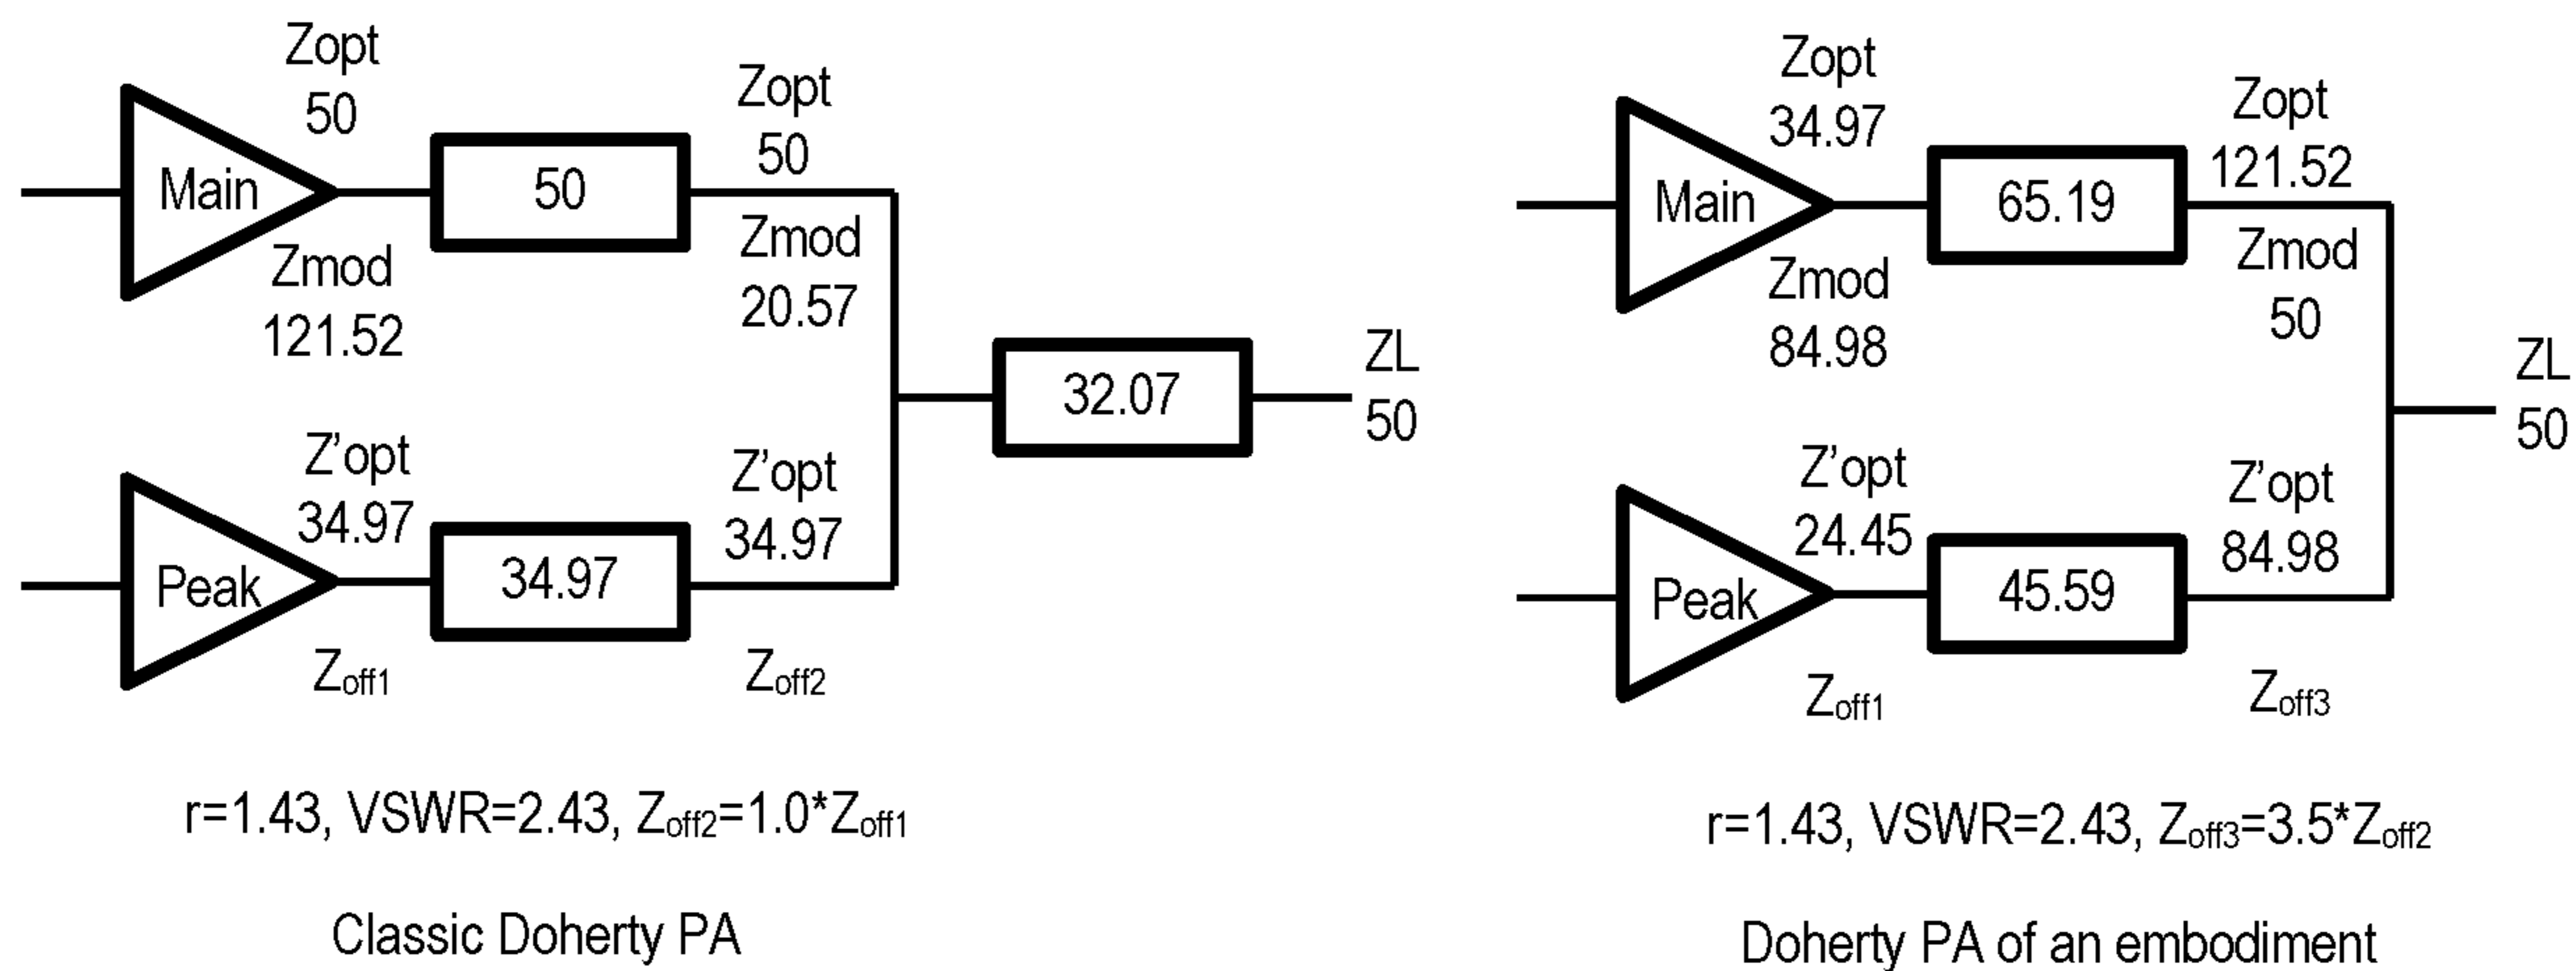 Zopt
50
Main
Zmod
121.52
50
Zopt
50
Zmod
20.57
Z'opt
34.97
Peak
Zoff1
34.97
Z'opt
34.97
Zoff2
32.07
ZL
50
r=1.43, VSWR=2.43, Zoff2=1.0*Zoff1
Classic Doherty PA
Zopt
34.97
Main
Zmod
84.98
65.19
Zopt
121.52
Zmod
50
Z'opt
24.45
Peak
Zoff1
45.59
Z'opt
84.98
Zoff3
ZL
50
r=1.43, VSWR=2.43, Zoff3=3.5*Zoff2
Doherty PA of an embodiment